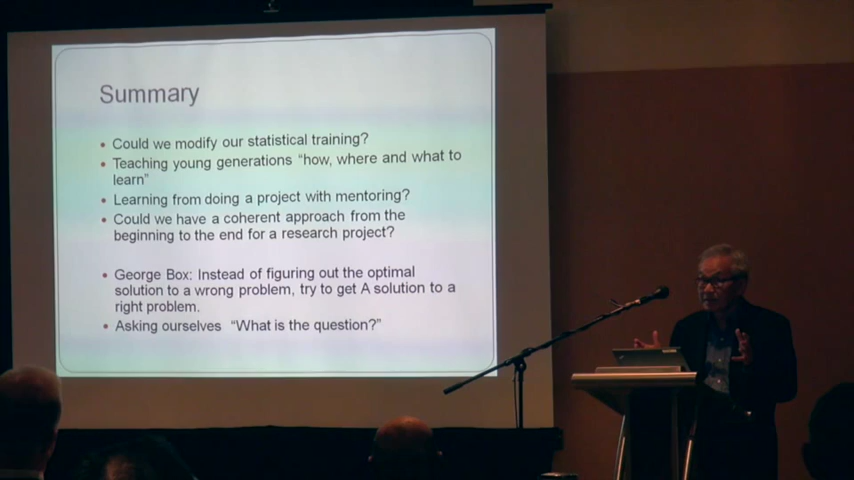 Summary
Could we modify our statistical training?
Teaching young generations “how, where and what to
learn”
Learning from doing a project with mentoring?
Could we have a coherent approach from the
beginning to the end for a research project?
George Box: Instead of figuring out the optimal
solution to a wrong problem, try to get A solution to a
right problem.
Asking ourselves “What is the question?”